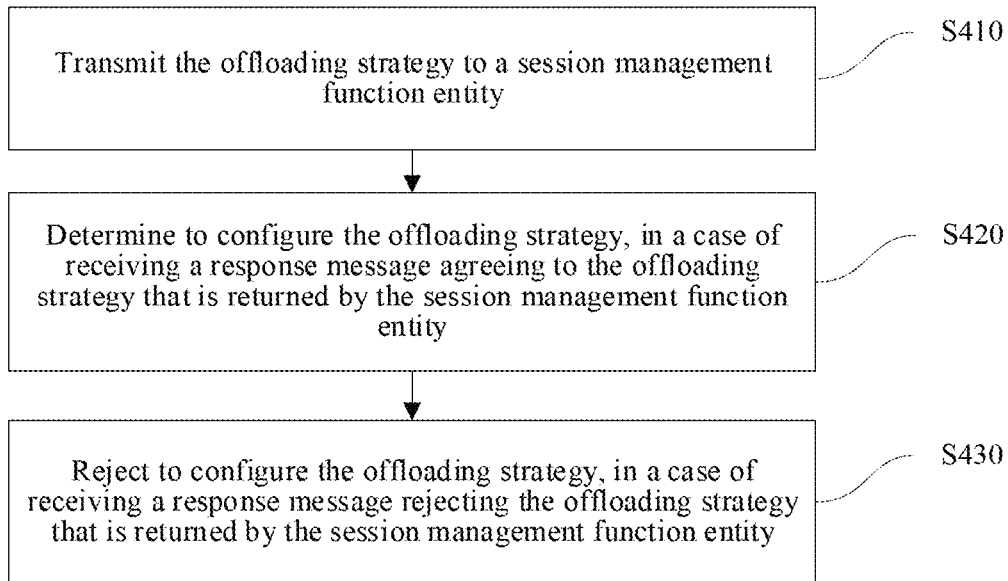 Transmit the offloading strategy to a session management
function entity
S410
Determine to configure the offloading strategy, in a case of
receiving a response message agreeing to the offloading
strategy that is returned by the session management function
entity
S420
Reject to configure the offloading strategy, in a case of
receiving a response message rejecting the offloading strategy
that is returned by the session management function entity
S430